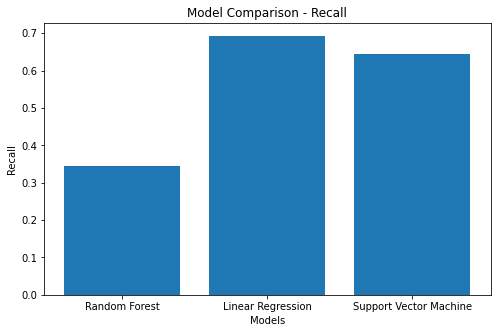 Model Comparison - Recall
0.7
0.6
0.5
0.4
0.3
0.2
0.1
0.0
Recall
Random Forest Linear Regression Support Vector Machine
Models